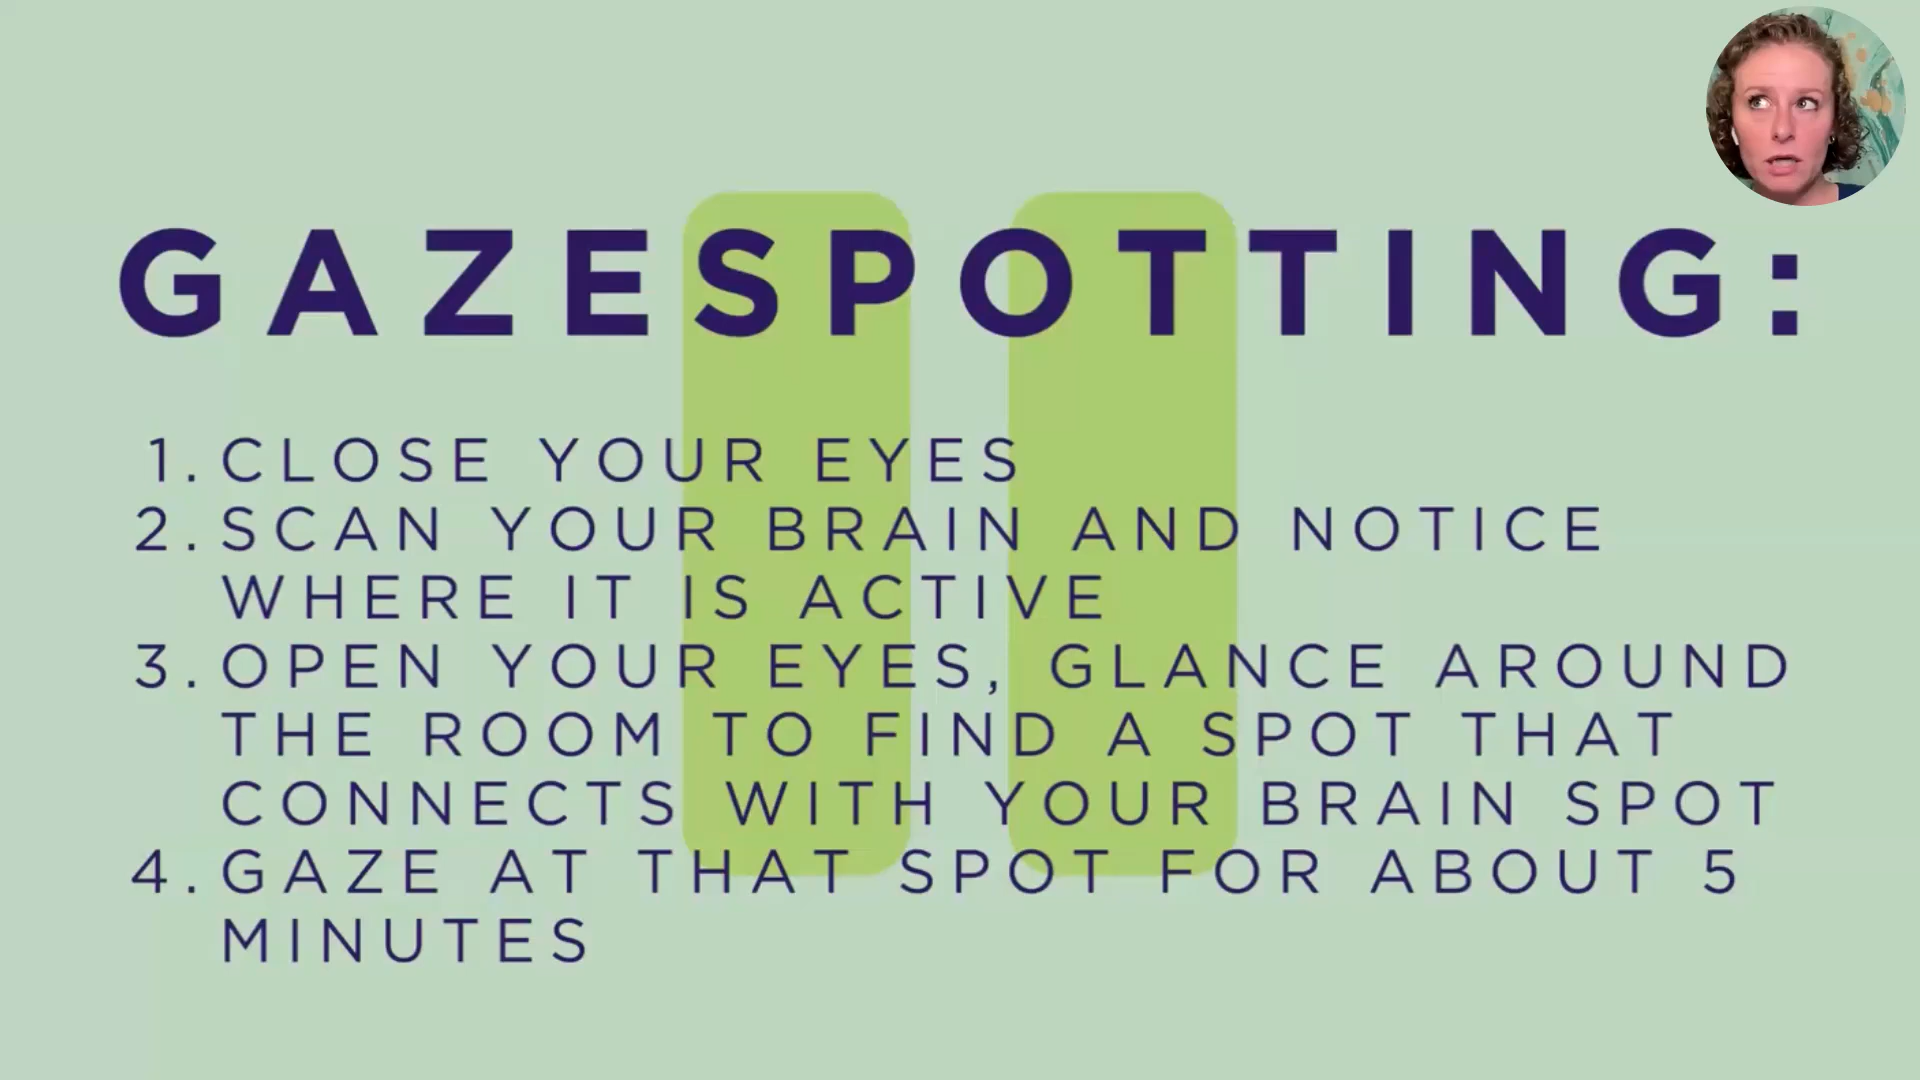 GAZESPOTTING:
1. CLOSE YOUR EYES
2. SCAN YOUR BRAIN AND NOTICE
WHERE IT IS ACTIVE
3. OPEN YOUR EYES, GLANCE AROUND
THE ROOM TO FIND A SPOT THAT
CONNECTS WITH YOUR BRAIN SPOT
4. GAZE AT THAT SPOT FOR ABOUT 5
MINUTES